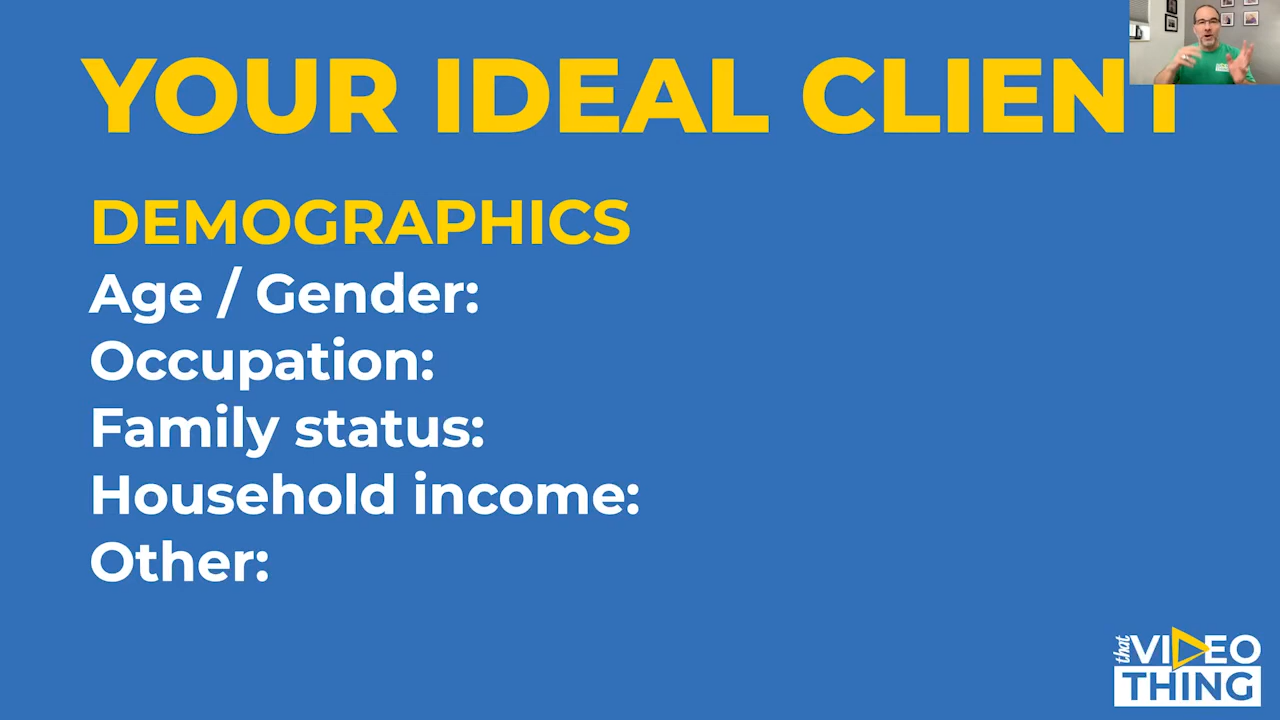 YOUR IDEAL CLIENT
DEMOGRAPHICS
Age / Gender:
Occupation:
Family status:
Household income:
Other:
that VIDEO
THING